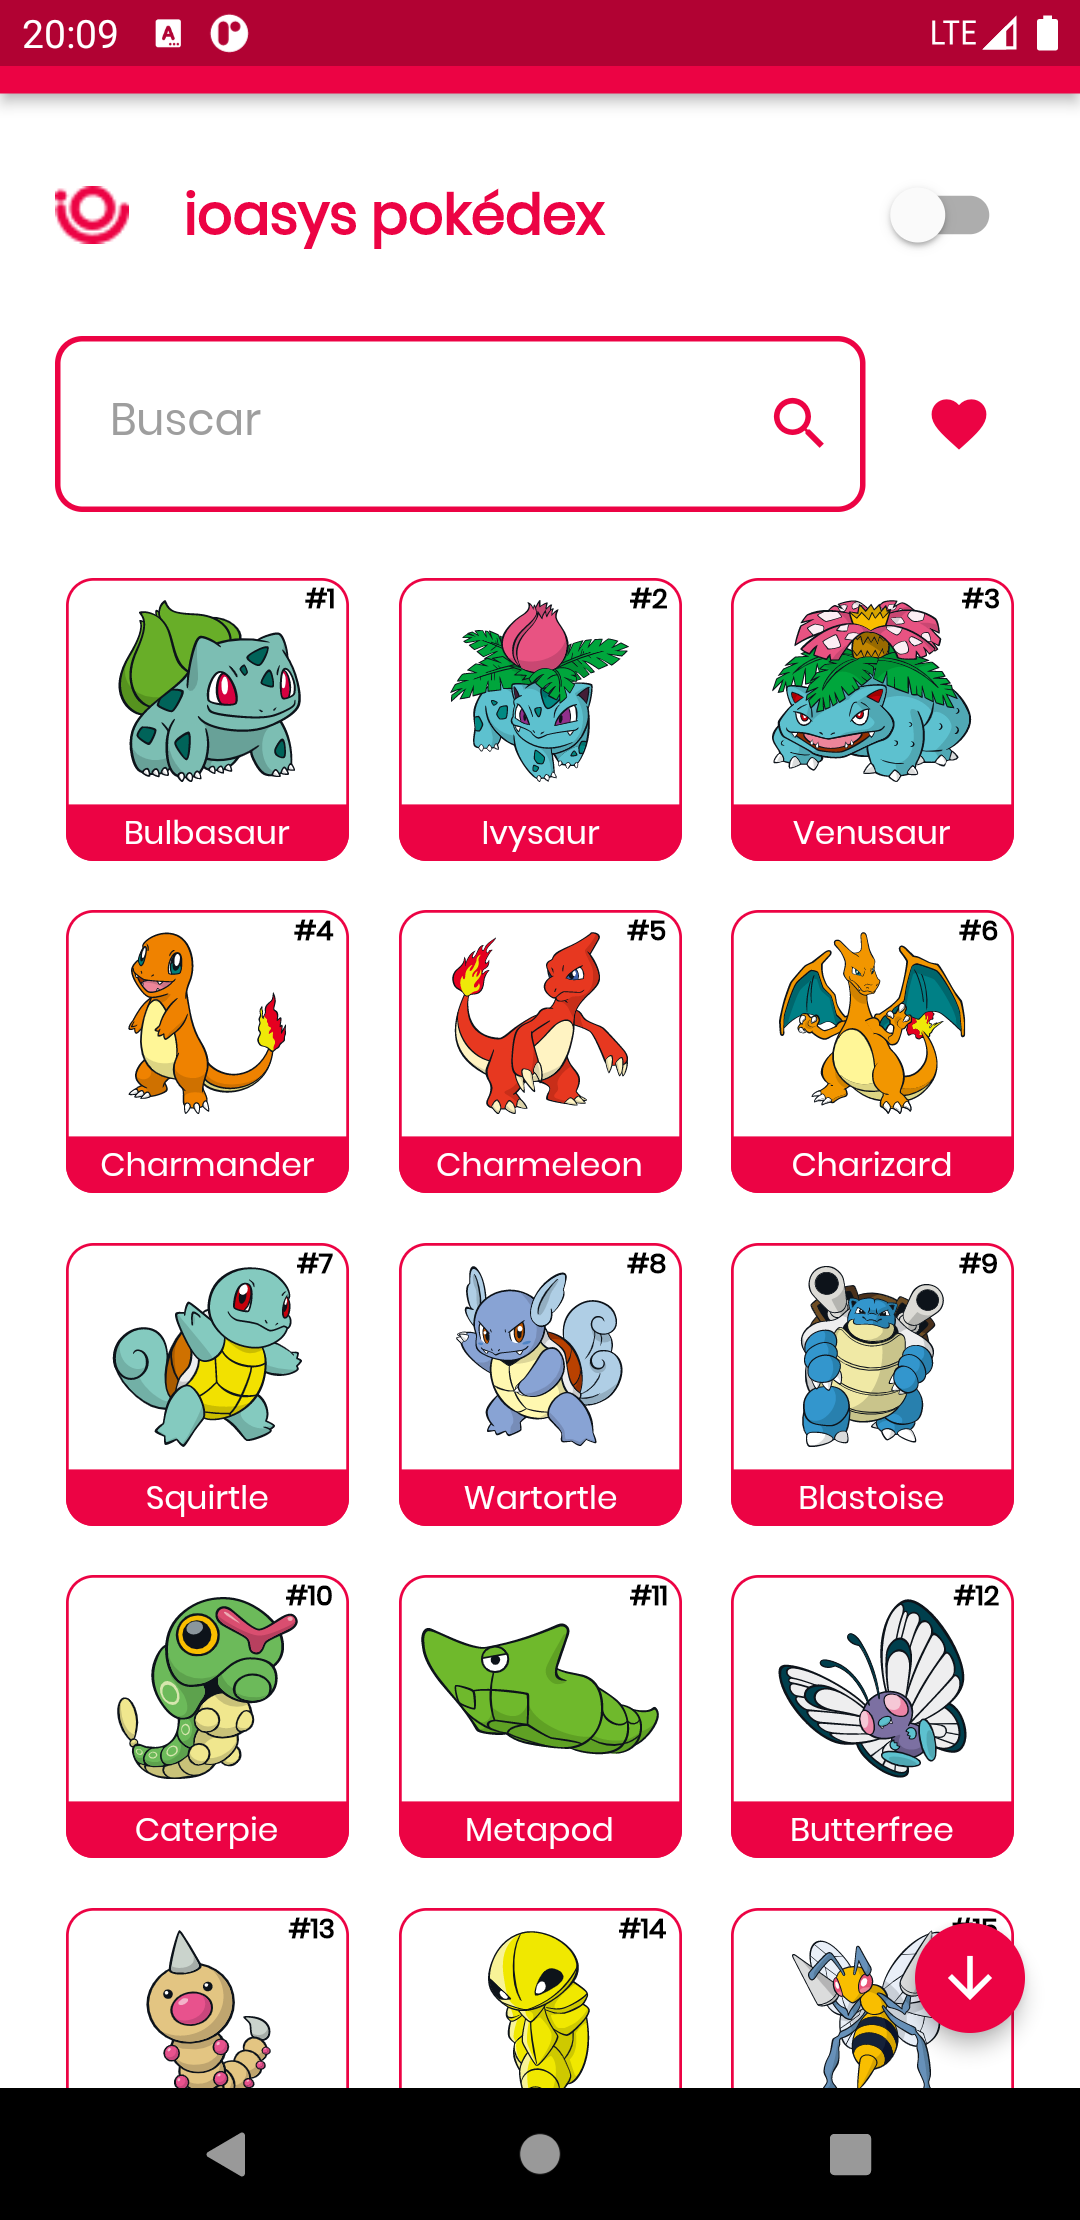 20:09 LTE
ioasys pokédex
Buscar
#1 #2 #3
Bulbasaur Ivysaur Venusaur
#4 #5 #6
Charmander Charmeleon Charizard
#7 #8 #9
Squirtle Wartortle Blastoise
#10 #11 #12
Caterpie Metapod Butterfree
#13 #14 #15